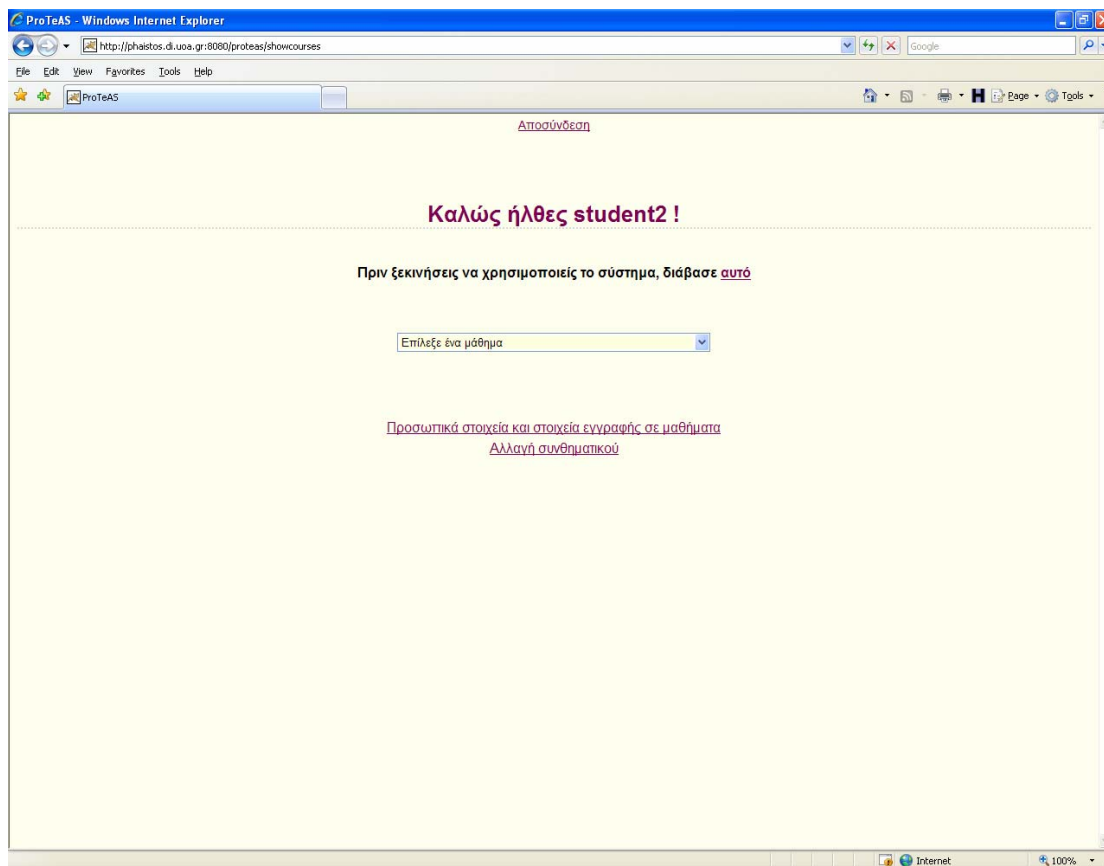 ProTeAS - Windows Internet Explorer
http://phaistos.di.uoa.gr:8080/proteas/showcourses
Google
File Edit View Favorites Tools Help
ProTeAS
Page Tools
Αποσύνδεση
Καλώς ήλθες student2 !
Πριν ξεκινήσεις να χρησιμοποιείς το σύστημα, διάβασε αυτό
Επίλεξε ένα μάθημα
Προσωπικά στοιχεία και στοιχεία εγγραφής σε μαθήματα
Αλλαγή συνθηματικού
Internet 100%